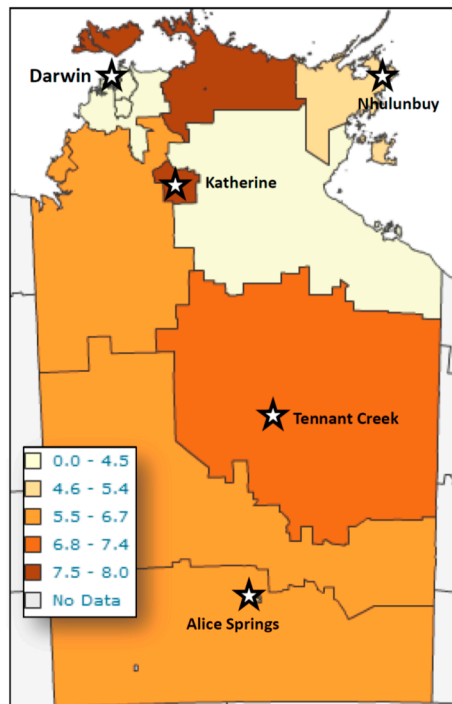 Darwin
Nhulunbuy
Katherine
Tennant Creek
0.0 - 4.5
4.6 - 5.4
5.5 - 6.7
6.8 - 7.4
7.5 - 8.0
No Data
Alice Springs